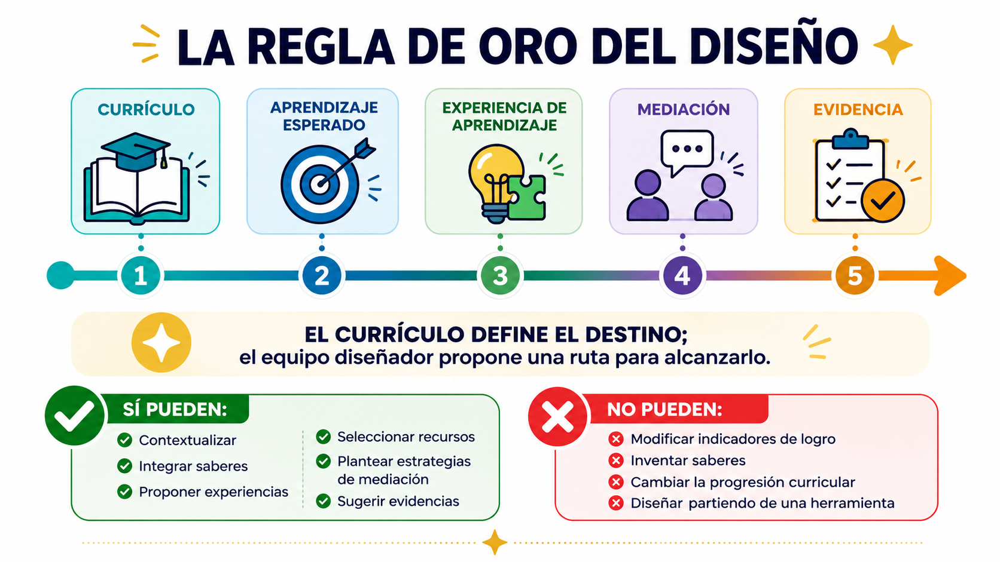 LA REGLA DE ORO DEL DISEÑO
CURRÍCULO
APRENDIZAJE
ESPERADO
EXPERIENCIA DE
APRENDIZAJE
MEDIACIÓN
EVIDENCIA
1
2
3
4
5
EL CURRÍCULO DEFINE EL DESTINO;
el equipo diseñador propone una ruta para alcanzarlo.
SÍ PUEDEN:
Contextualizar
Integrar saberes
Proponer experiencias
Seleccionar recursos
Plantear estrategias
de mediación
Sugerir evidencias
NO PUEDEN:
Modificar indicadores de logro
Inventar saberes
Cambiar la progresión curricular
Diseñar partiendo de una herramienta